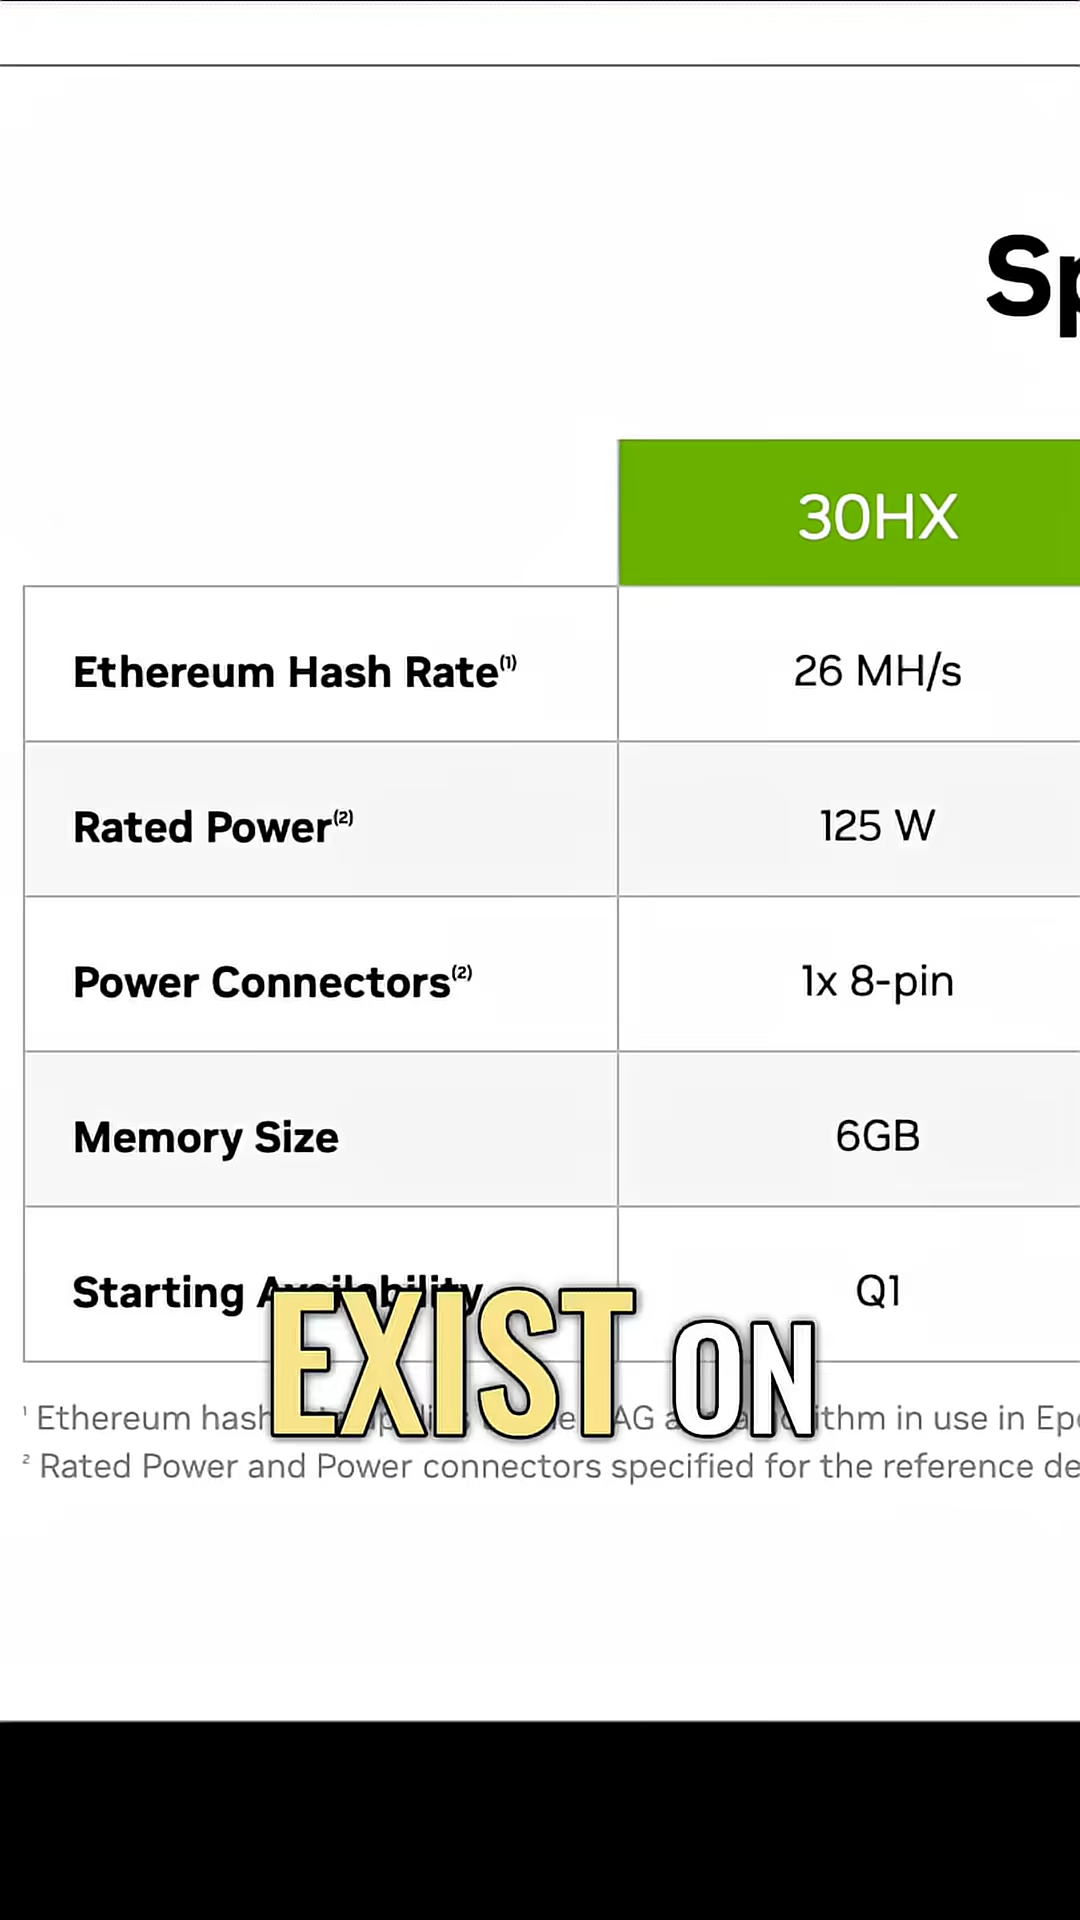 Sp
30HX
Ethereum Hash Rate(1) 26 MH/s
Rated Power(2) 125 W
Power Connectors(2) 1x 8-pin
Memory Size 6GB
Starting Availability Q1
EXIST ON
1 Ethereum hash AG a ithm in use in Ep
2 Rated Power and Power connectors specified for the reference de